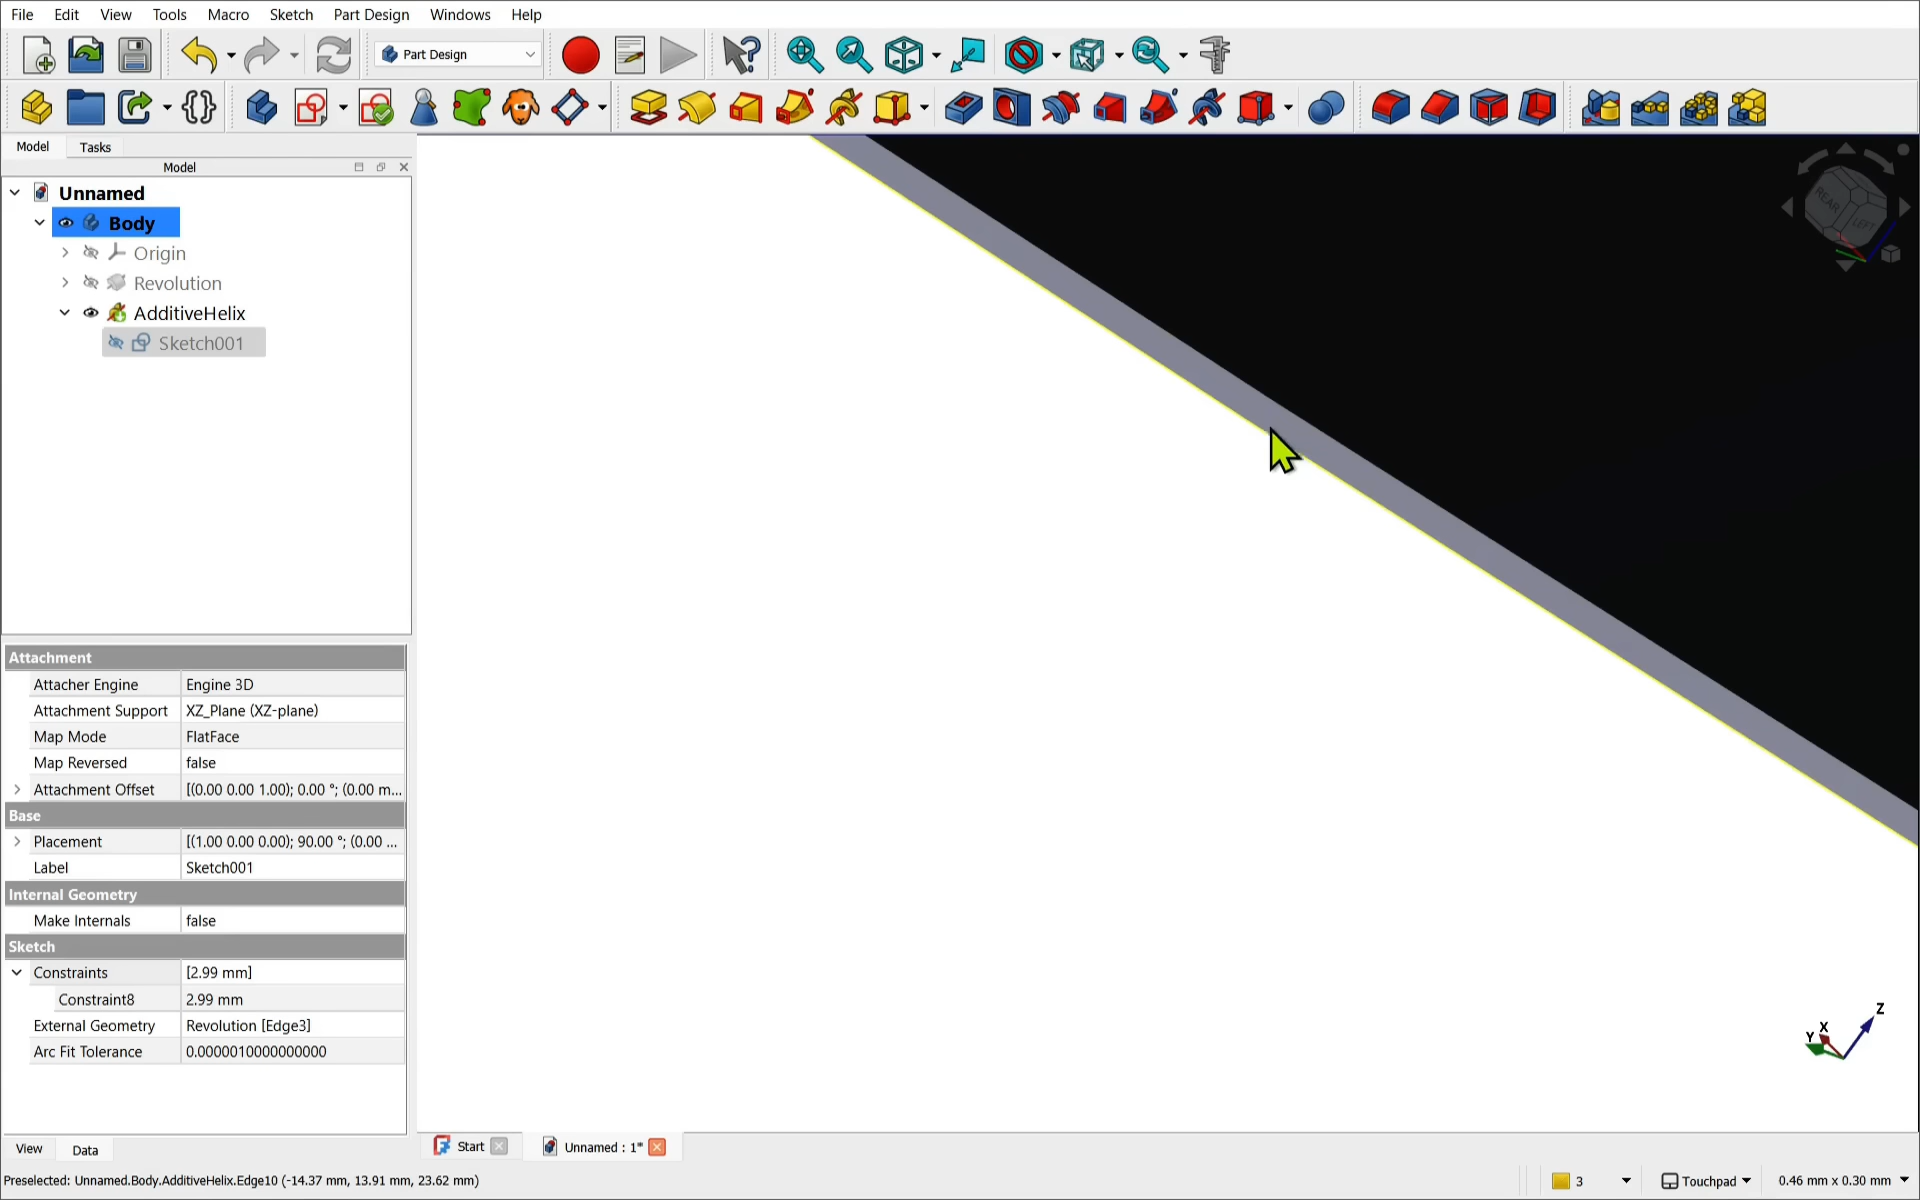 File Edit View Tools Macro Sketch Part Design Windows Help
Part Design
Model Tasks
Model
Unnamed
Body
Origin
Revolution
AdditiveHelix
Sketch001
Attachment
Attacher Engine Engine 3D
Attachment Support XZ_Plane (XZ-plane)
Map Mode FlatFace
Map Reversed false
Attachment Offset [(0.00 0.00 1.00); 0.00 °; (0.00 m...
Base
Placement [(1.00 0.00 0.00); 90.00 °; (0.00 ...
Label Sketch001
Internal Geometry
Make Internals false
Sketch
Constraints [2.99 mm]
Constraint8 2.99 mm
External Geometry Revolution [Edge3]
Arc Fit Tolerance 0.0000010000000000
View Data
REAR LEFT
Z
X
Y
Start Unnamed : 1*
Preselected: Unnamed.Body.AdditiveHelix.Edge10 (-14.37 mm, 13.91 mm, 23.62 mm) 3 Touchpad 0.46 mm x 0.30 mm